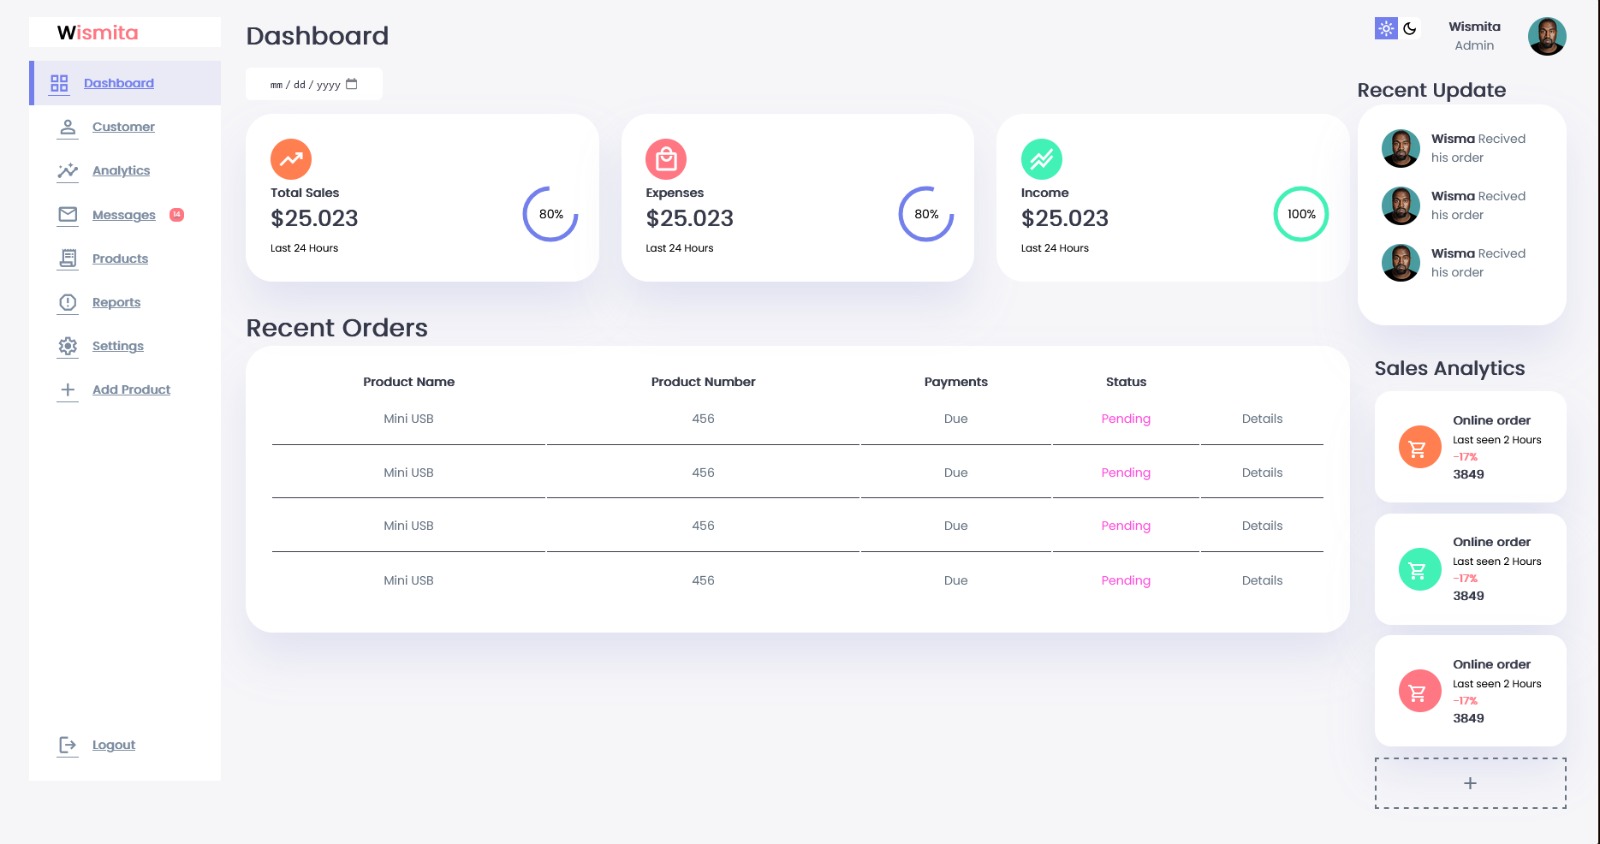 Wismita
Dashboard
Customer
Analytics
Messages 14
Products
Reports
Settings
Add Product
Logout
Dashboard
mm / dd / yyyy
Total Sales
$25.023
Last 24 Hours
80%
Expenses
$25.023
Last 24 Hours
80%
Income
$25.023
Last 24 Hours
100%
Recent Orders
Product Name Product Number Payments Status
Mini USB 456 Due Pending Details
Mini USB 456 Due Pending Details
Mini USB 456 Due Pending Details
Mini USB 456 Due Pending Details
Wismita
Admin
Recent Update
Wisma Recived
his order
Wisma Recived
his order
Wisma Recived
his order
Sales Analytics
Online order
Last seen 2 Hours
-17%
3849
Online order
Last seen 2 Hours
-17%
3849
Online order
Last seen 2 Hours
-17%
3849
+